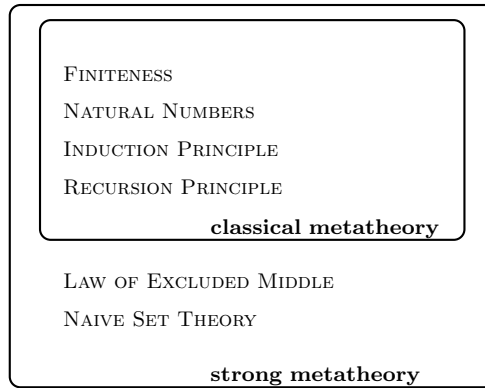 Finiteness
Natural Numbers
Induction Principle
Recursion Principle
classical metatheory
Law of Excluded Middle
Naive Set Theory
strong metatheory